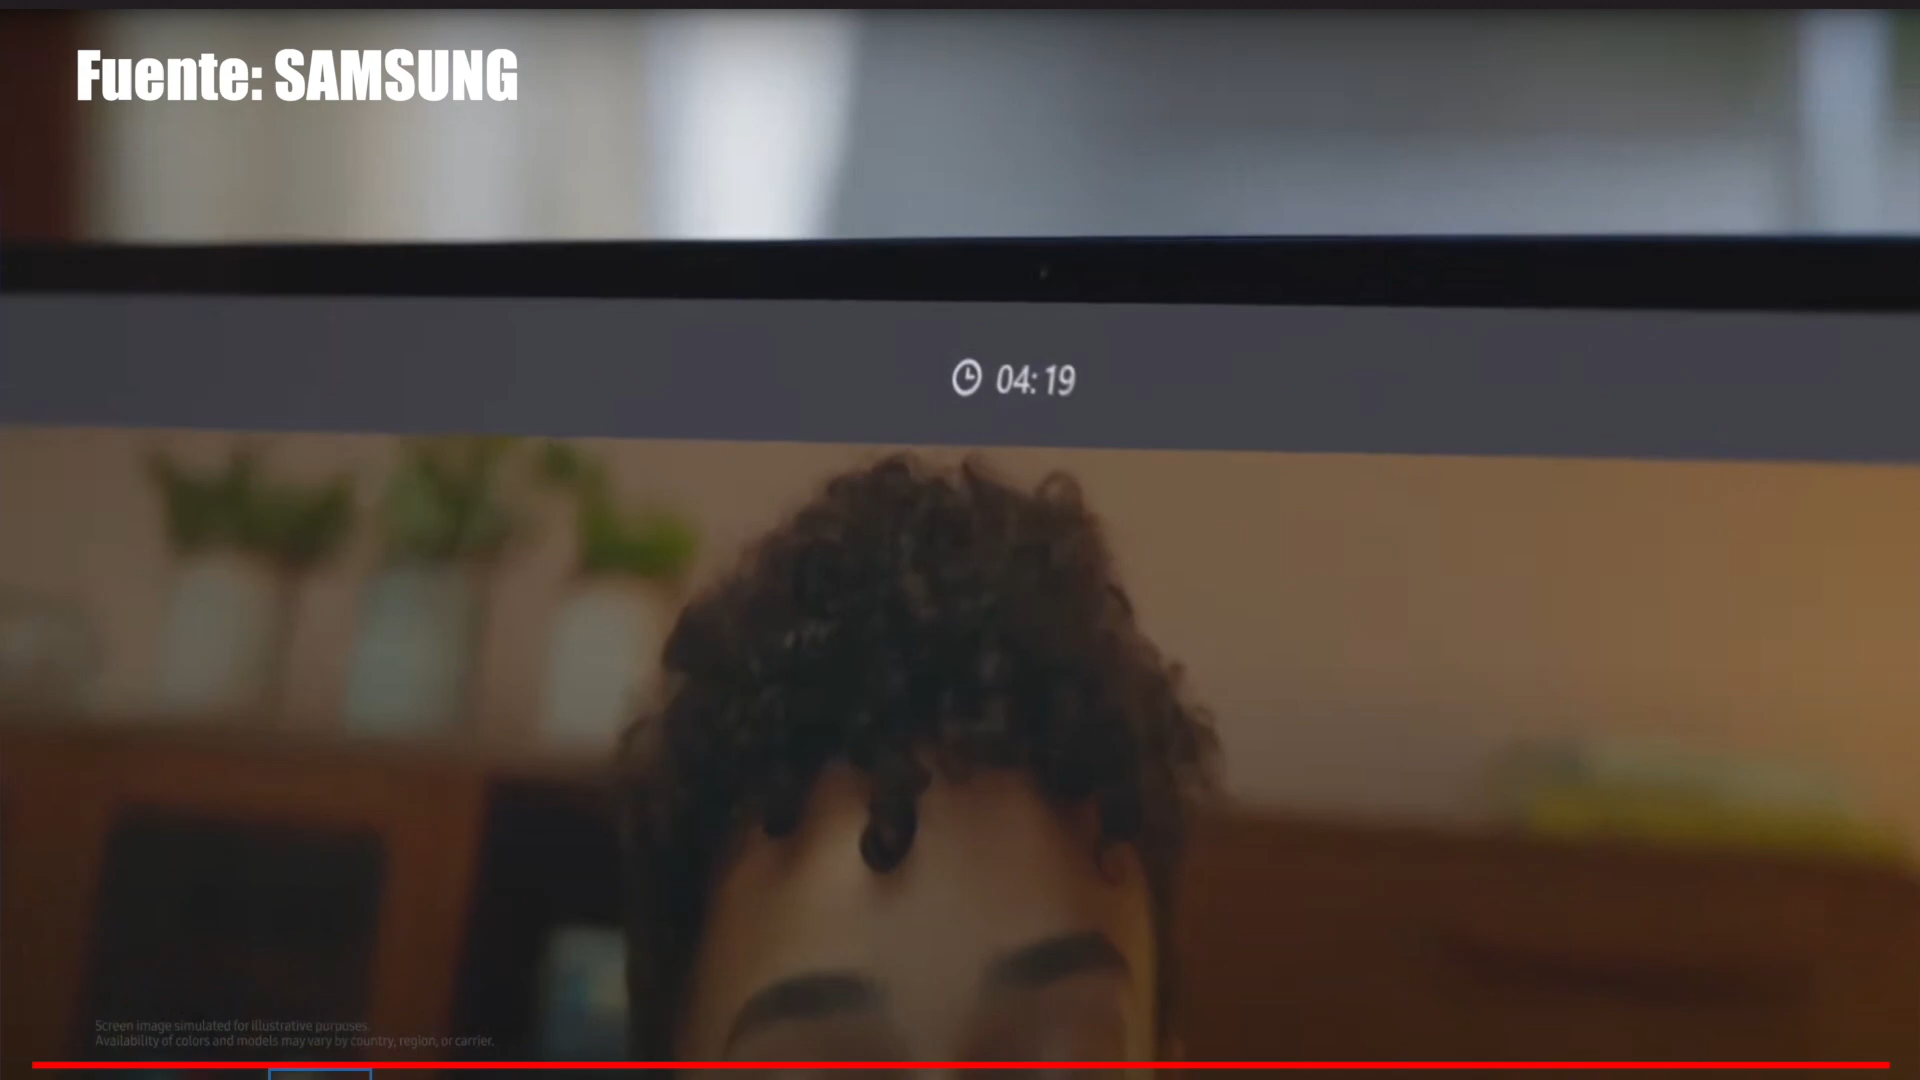 Fuente: SAMSUNG
04:19
Screen image simulated for illustrative purposes.
Availability of colors and models may vary by country, region, or carrier.